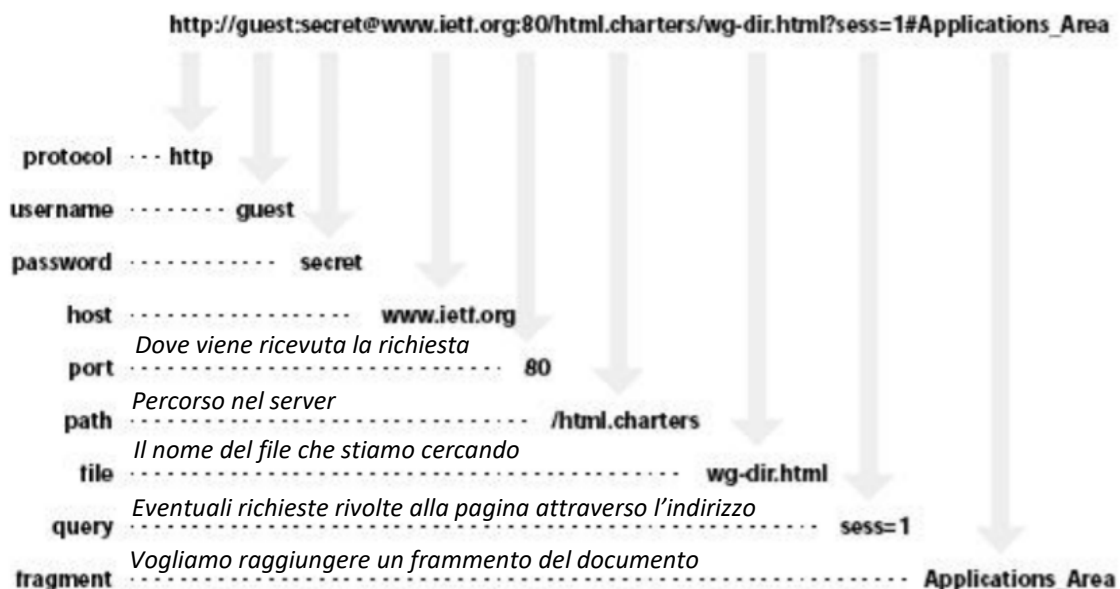 http://guest:secret@www.ietf.org:80/html.charters/wg-dir.html?sess=1#Applications_Area
protocol http
username guest
password secret
host www.ietf.org
Dove viene ricevuta la richiesta
port 80
Percorso nel server
path /html.charters
Il nome del file che stiamo cercando
file wg-dir.html
Eventuali richieste rivolte alla pagina attraverso l’indirizzo
query sess=1
Vogliamo raggiungere un frammento del documento
fragment Applications_Area